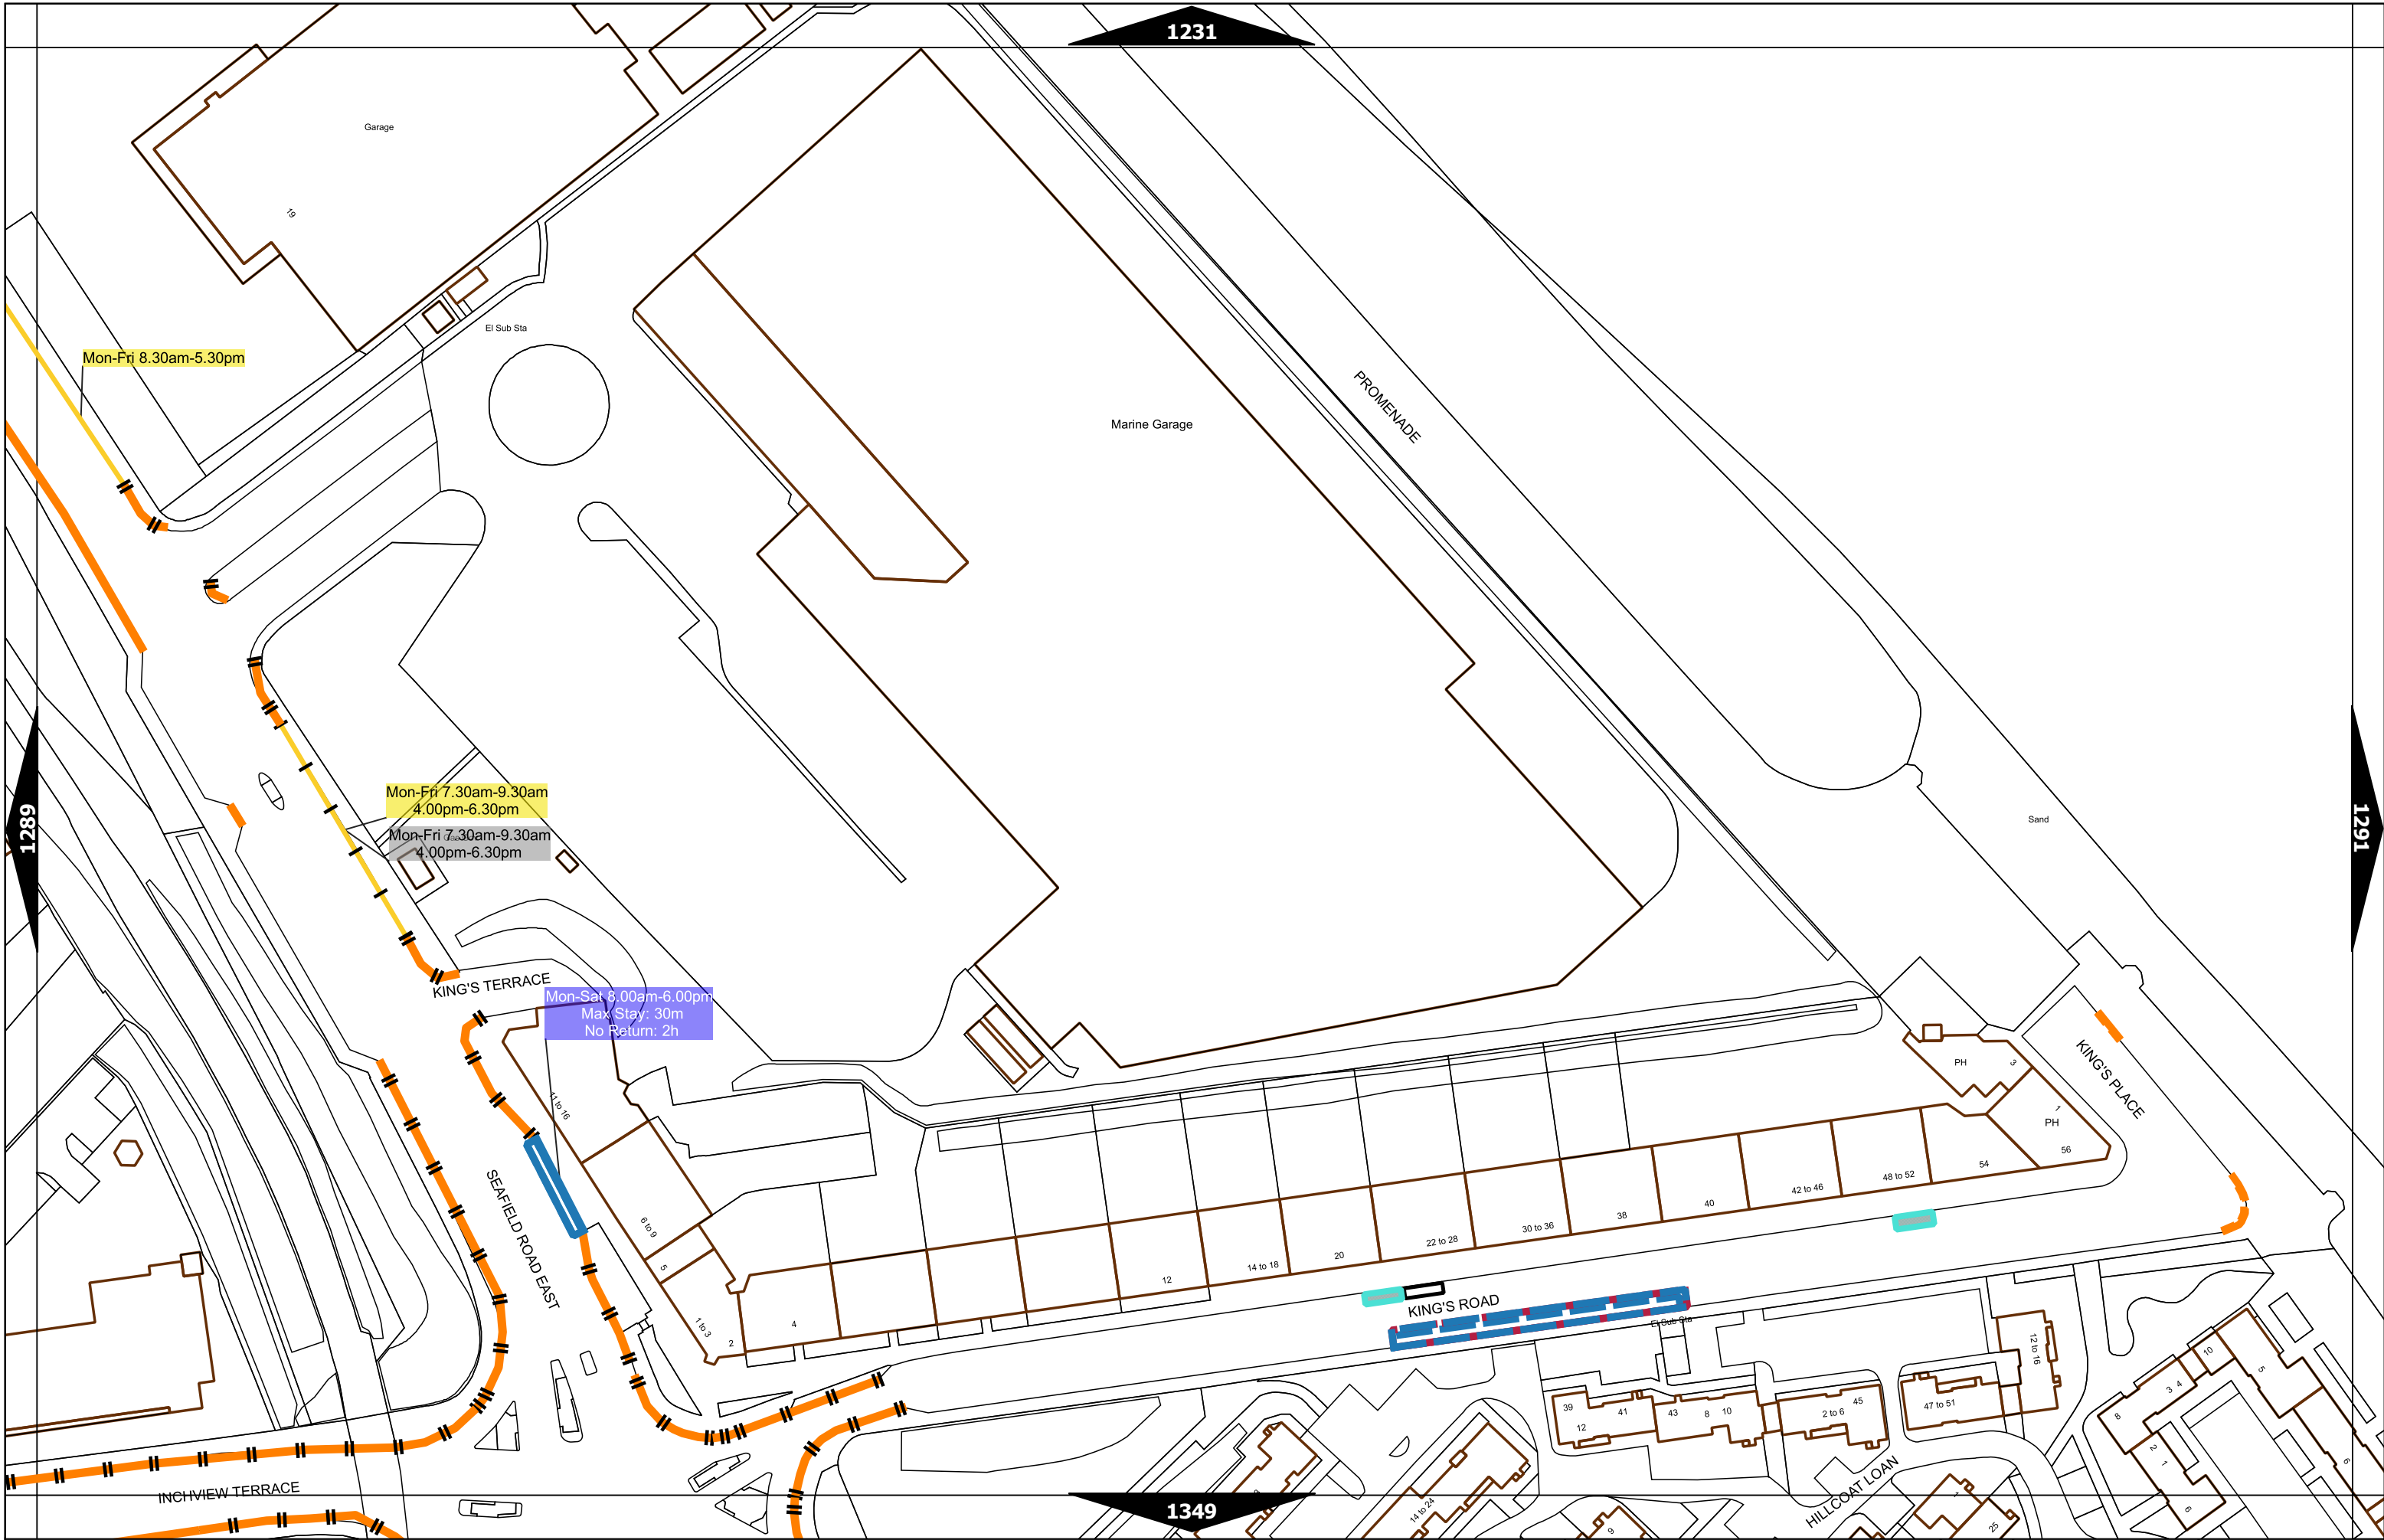 1231
Garage
19
El Sub Sta
Mon-Fri 8.30am-5.30pm
PROMENADE
Marine Garage
Mon-Fri 7.30am-9.30am
4.00pm-6.30pm
Mon-Fri 7.30am-9.30am
4.00pm-6.30pm
1289
1291
Sand
KING'S TERRACE
Mon-Sat 8.00am-6.00pm
Max Stay: 30m
No Return: 2h
PH
3
KING'S PLACE
1
PH
56
54
48 to 52
42 to 46
40
38
30 to 36
22 to 28
20
14 to 18
12
11 to 16
6 to 9
5
1 to 3
2
4
SEAFIELD ROAD EAST
KING'S ROAD
El Sub Sta
12 to 16
10
5
3 4
8
2
1
6
6
39
41
12
43
8
10
2 to 6
45
47 to 51
HILLCOAT LOAN
1
25
9
14 to 24
INCHVIEW TERRACE
1349